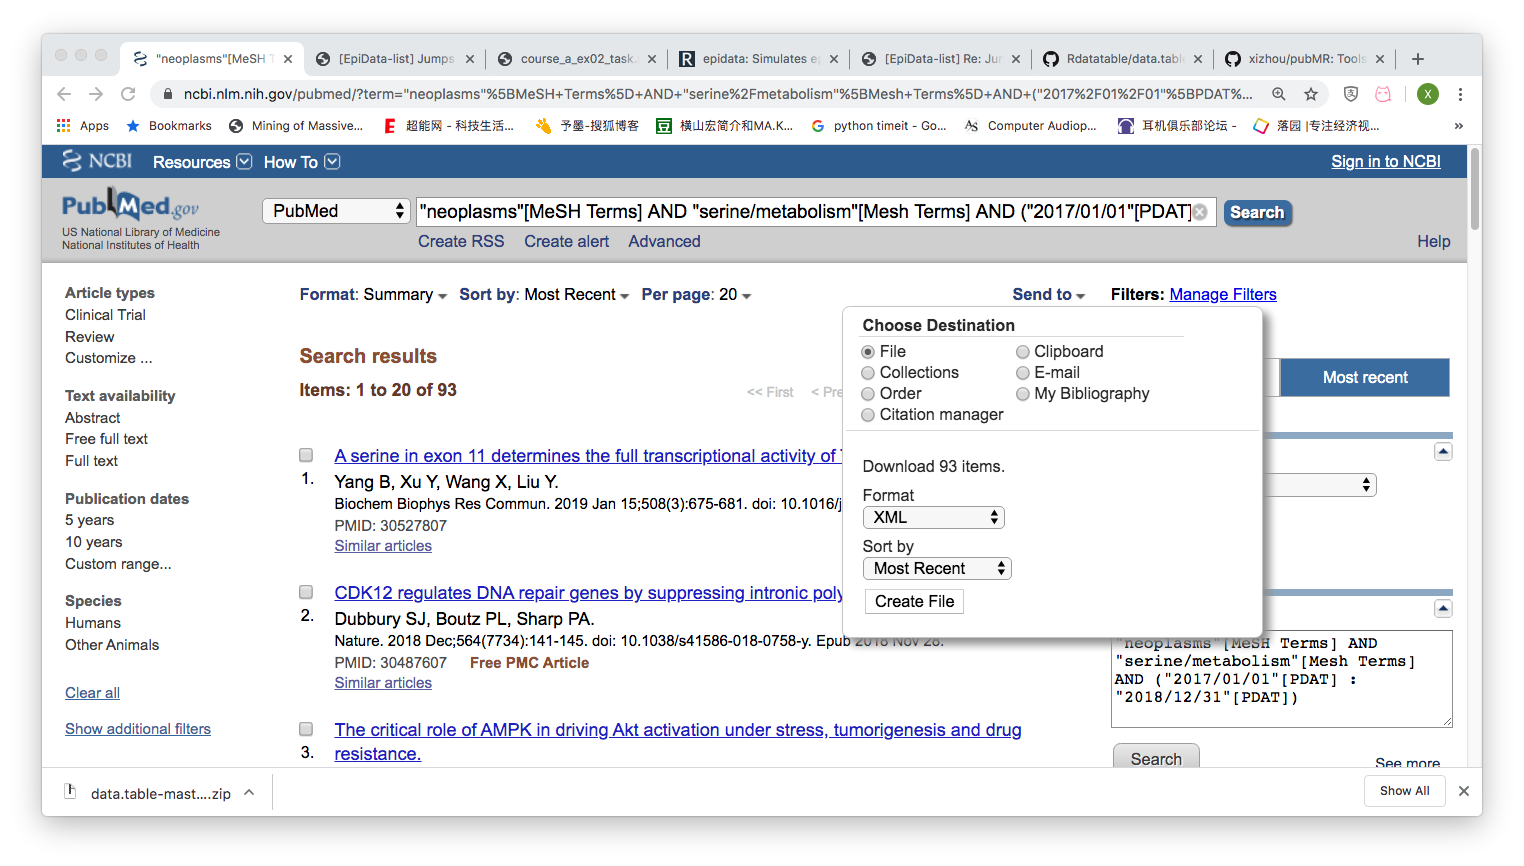 "neoplasms"[MeSH T
[EpiData-list] Jumps
course_a_ex02_task.
epidata: Simulates ep
[EpiData-list] Re: Jur
Rdatatable/data.table
xizhou/pubMR: Tools
ncbi.nlm.nih.gov/pubmed/?term="neoplasms"%5BMeSH+Terms%5D+AND+"serine%2Fmetabolism"%5BMesh+Terms%5D+AND+("2017%2F01%2F01"%5BPDAT%...
X
Apps
Bookmarks
Mining of Massive...
超能网 - 科技生活...
予墨-搜狐博客
横山宏简介和MA.K...
python timeit - Go...
Computer Audiop...
耳机俱乐部论坛 -
落园 |专注经济视...
»
NCBI
Resources
How To
Sign in to NCBI
PubMed.gov
US National Library of Medicine
National Institutes of Health
PubMed
"neoplasms"[MeSH Terms] AND "serine/metabolism"[Mesh Terms] AND ("2017/01/01"[PDAT]
Search
Create RSS
Create alert
Advanced
Help
Article types
Clinical Trial
Review
Customize ...
Text availability
Abstract
Free full text
Full text
Publication dates
5 years
10 years
Custom range...
Species
Humans
Other Animals
Clear all
Show additional filters
Format: Summary
Sort by: Most Recent
Per page: 20
Send to
Filters: Manage Filters
Search results
Items: 1 to 20 of 93
<< First
< Pre
A serine in exon 11 determines the full transcriptional activity of
1.
Yang B, Xu Y, Wang X, Liu Y.
Biochem Biophys Res Commun. 2019 Jan 15;508(3):675-681. doi: 10.1016/j
PMID: 30527807
Similar articles
CDK12 regulates DNA repair genes by suppressing intronic poly
2.
Dubbury SJ, Boutz PL, Sharp PA.
Nature. 2018 Dec;564(7734):141-145. doi: 10.1038/s41586-018-0758-y. Epub 2018 Nov 28.
PMID: 30487607
Free PMC Article
Similar articles
The critical role of AMPK in driving Akt activation under stress, tumorigenesis and drug
3.
resistance.
Choose Destination
File
Clipboard
Collections
E-mail
Order
My Bibliography
Citation manager
Download 93 items.
Format
XML
Sort by
Most Recent
Create File
Most recent
"neoplasms"[MeSH Terms] AND
"serine/metabolism"[Mesh Terms]
AND ("2017/01/01"[PDAT] :
"2018/12/31"[PDAT])
Search
See more
data.table-mast....zip
Show All